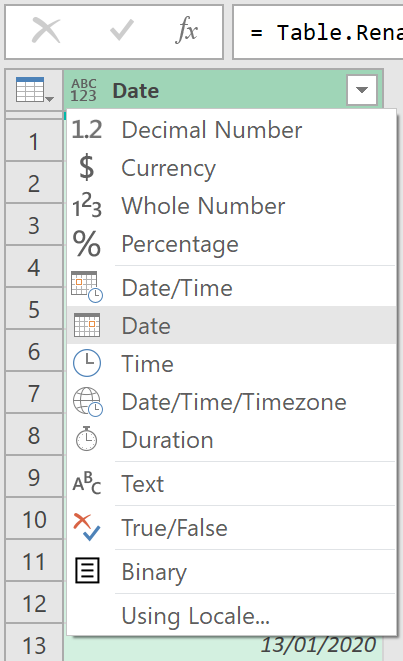 fx
= Table.Rena
ABC
123
Date
1
1.2 Decimal Number
2
$ Currency
123 Whole Number
3
% Percentage
4
Date/Time
5
Date
6
Time
7
Date/Time/Timezone
8
Duration
9
ABC Text
10
True/False
11
Binary
12
Using Locale...
13
13/01/2020